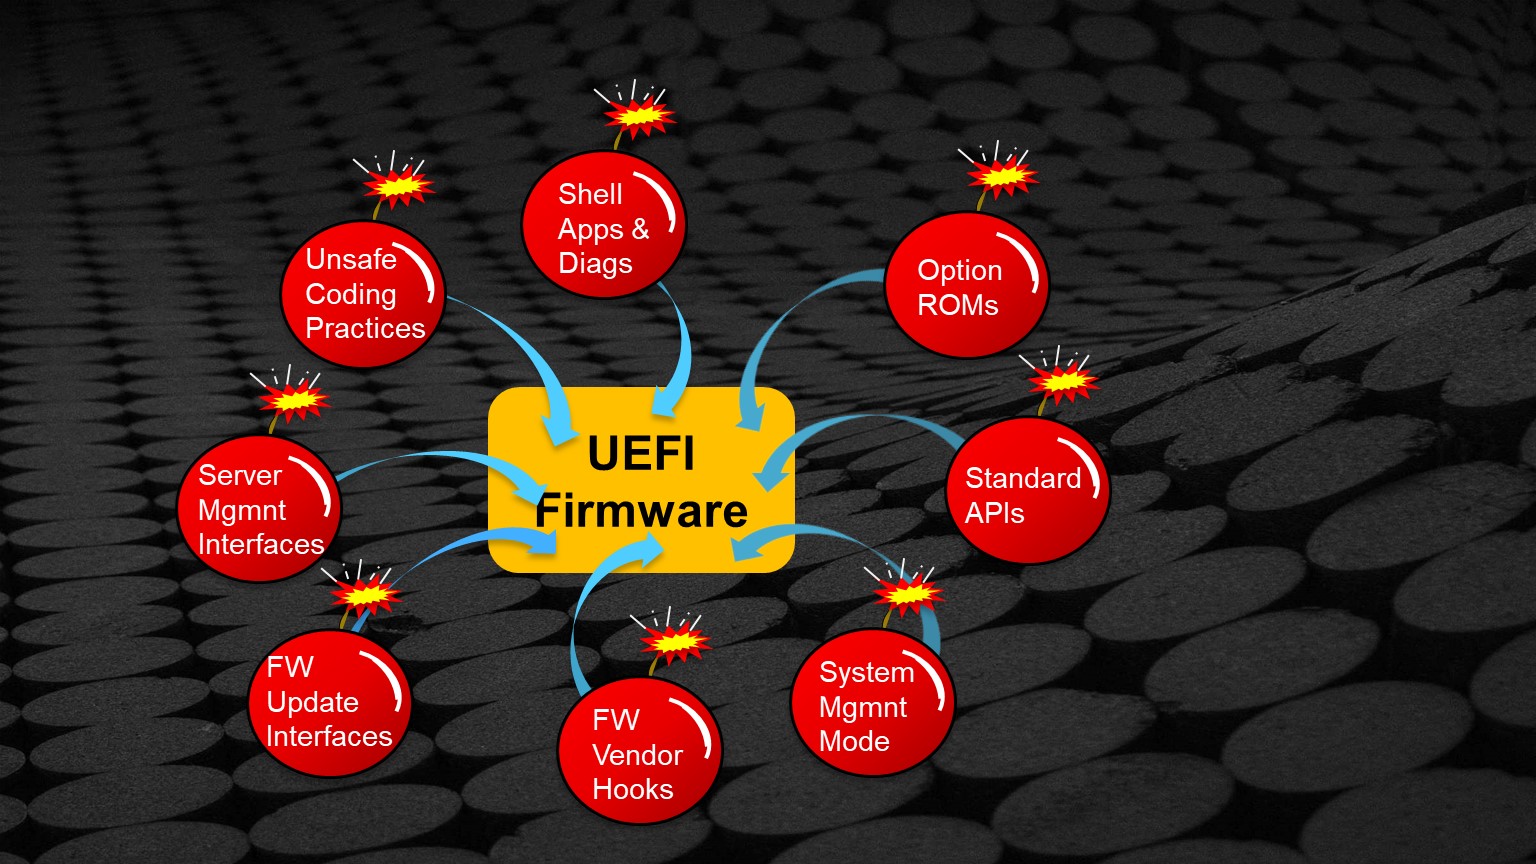 Shell
Apps &
Diags
Unsafe
Coding
Practices
Option
ROMs
UEFI
Firmware
Server
Mgmnt
Interfaces
Standard
APIs
FW
Update
Interfaces
FW
Vendor
Hooks
System
Mgmnt
Mode